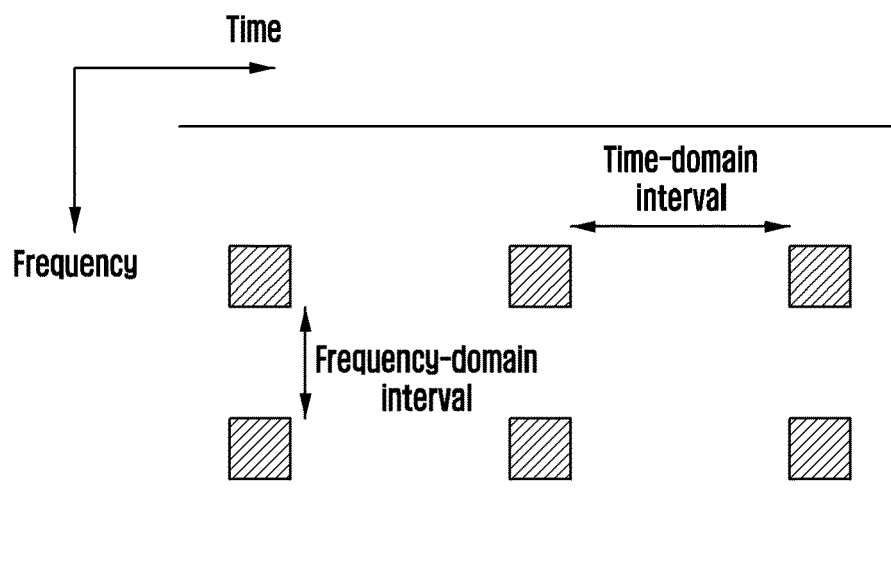 Time
Time-domain
interval
Frequency
Frequency-domain
interval